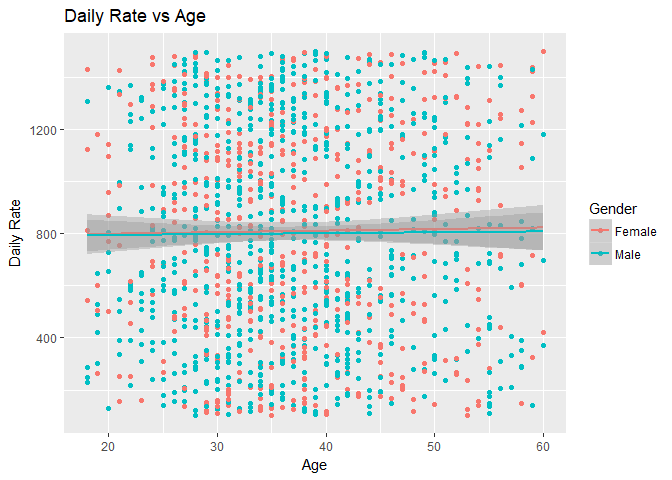 Daily Rate vs Age
1200
800
400
Daily Rate
20 30 40 50 60
Age
Gender
Female
Male